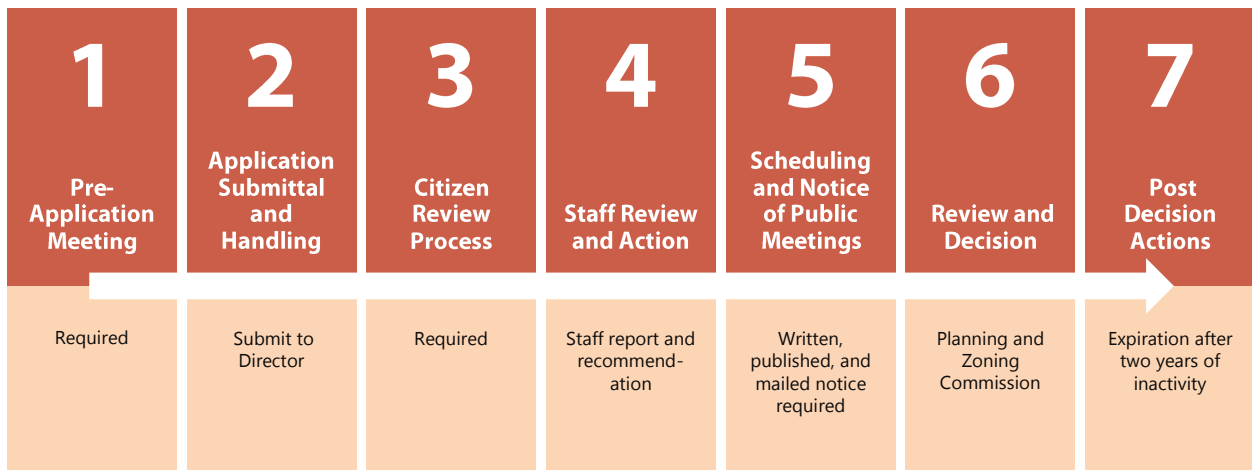 1
Pre-
Application
Meeting
Required
2
Application
Submittal
and
Handling
Submit to
Director
3
Citizen
Review
Process
Required
4
Staff Review
and Action
Staff report and
recommend-
ation
5
Scheduling
and Notice
of Public
Meetings
Written,
published, and
mailed notice
required
6
Review and
Decision
Planning and
Zoning
Commission
7
Post
Decision
Actions
Expiration after
two years of
inactivity